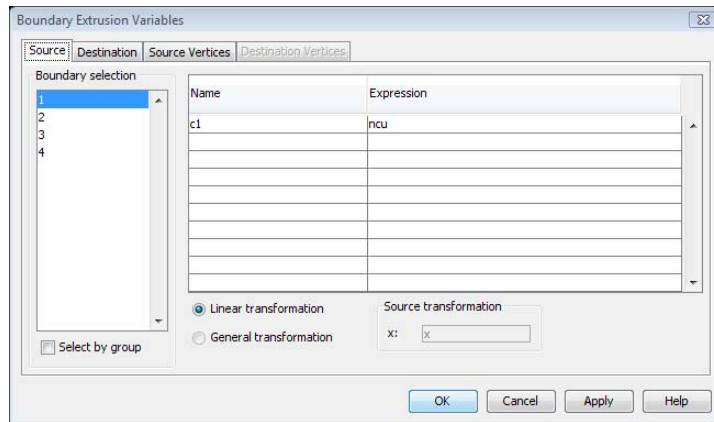 Boundary Extrusion Variables
Source Destination Source Vertices Destination Vertices
Boundary selection
1
2
3
4
Select by group
Name Expression
c1 ncu
Linear transformation
General transformation
Source transformation
x: x
OK Cancel Apply Help